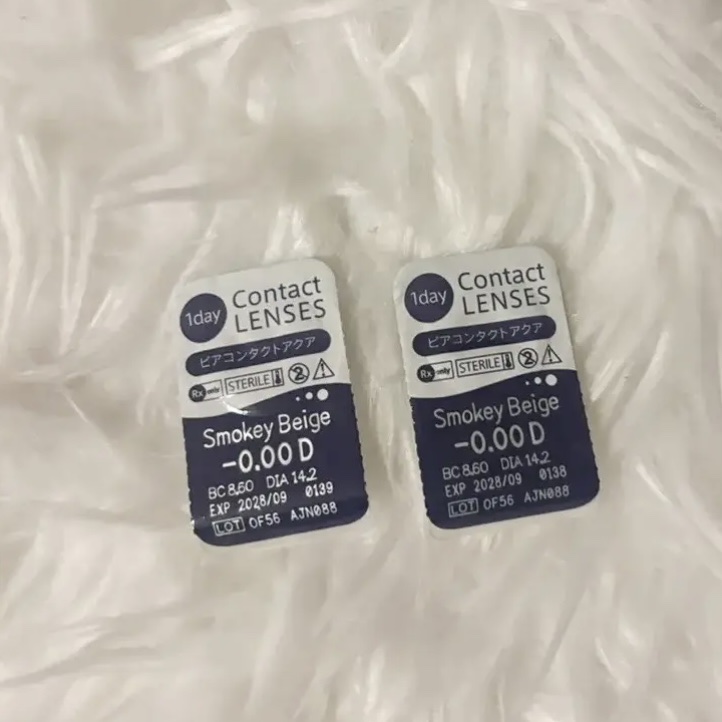 1day
Contact
LENSES
ピアコンタクトアクア
Rx only STERILE 2
Smokey Beige
-0.00 D
BC 8.60 DIA 14.2
EXP 2028/09 0139
LOT OF56 AJN088
1day
Contact
LENSES
ピアコンタクトアクア
Rx only STERILE 2
Smokey Beige
-0.00 D
BC 8.60 DIA 14.2
EXP 2028/09 0138
LOT OF56 AJN088